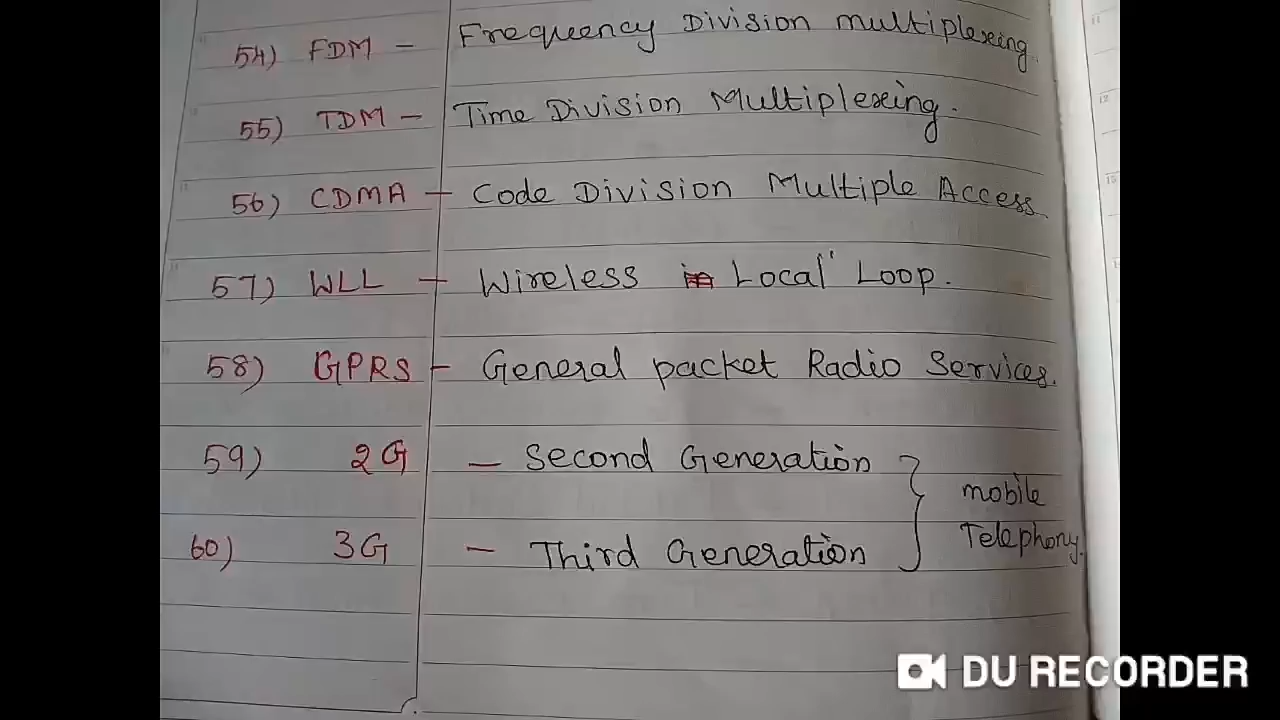 54) FDM - Frequency Division multiplexing.
55) TDM - Time Division Multiplexing.
56) CDMA - Code Division Multiple Access.
57) WLL - Wireless Local Loop.
58) GPRS - General packet Radio Services.
59) 2G - Second Generation
mobile
60) 3G - Third Generation
Telephony.
DU RECORDER